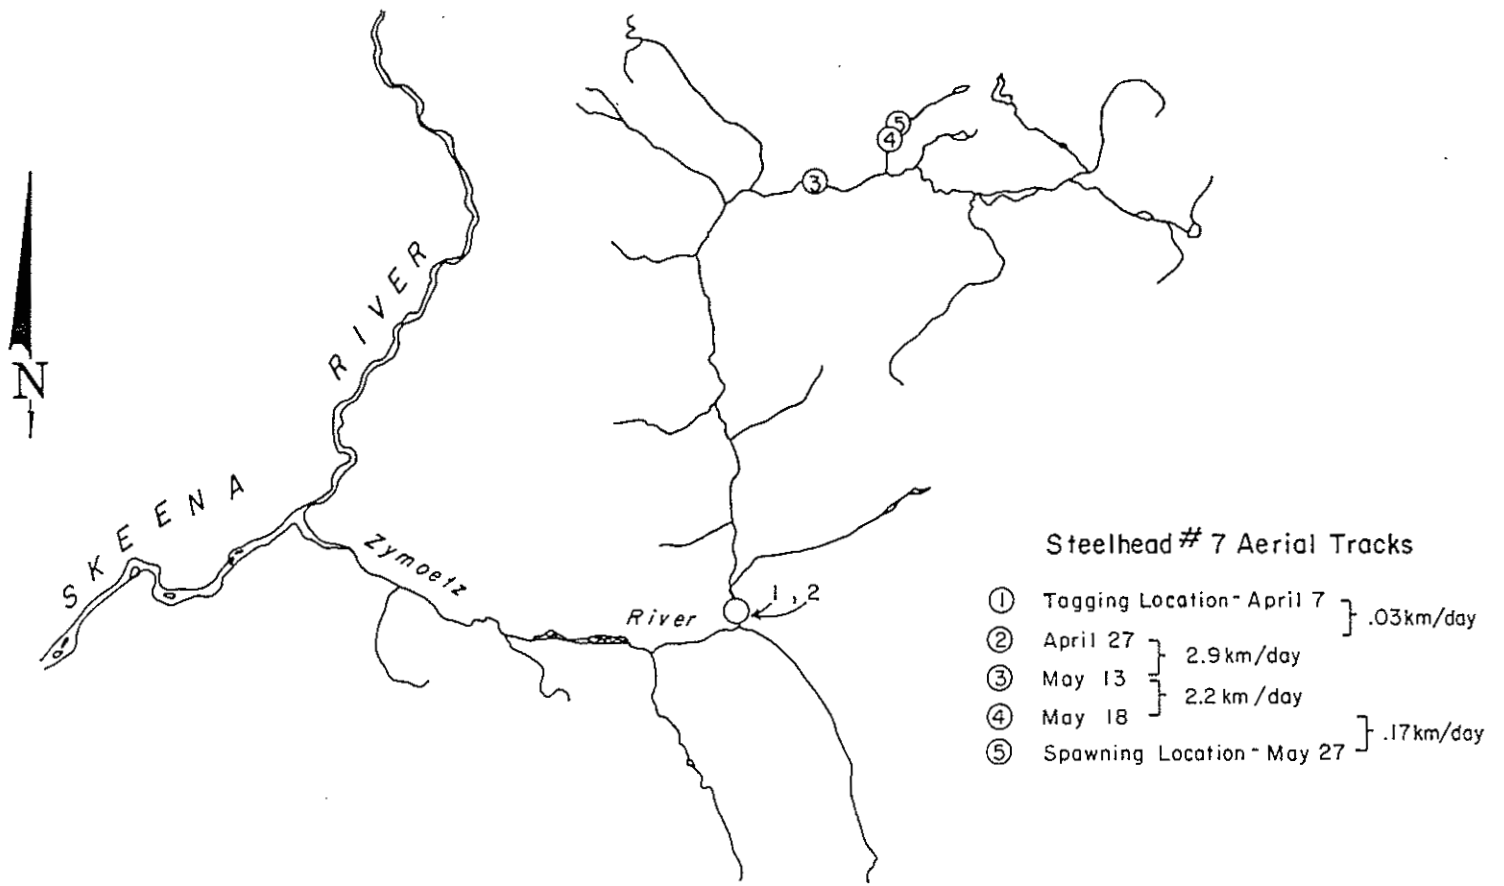 5
4
3
N
SKEENA RIVER
Zymoetz River
1,2
Steelhead # 7 Aerial Tracks
1 Tagging Location - April 7
.03km/day
2 April 27
2.9 km/day
3 May 13
2.2 km/day
4 May 18
.17km/day
5 Spawning Location - May 27